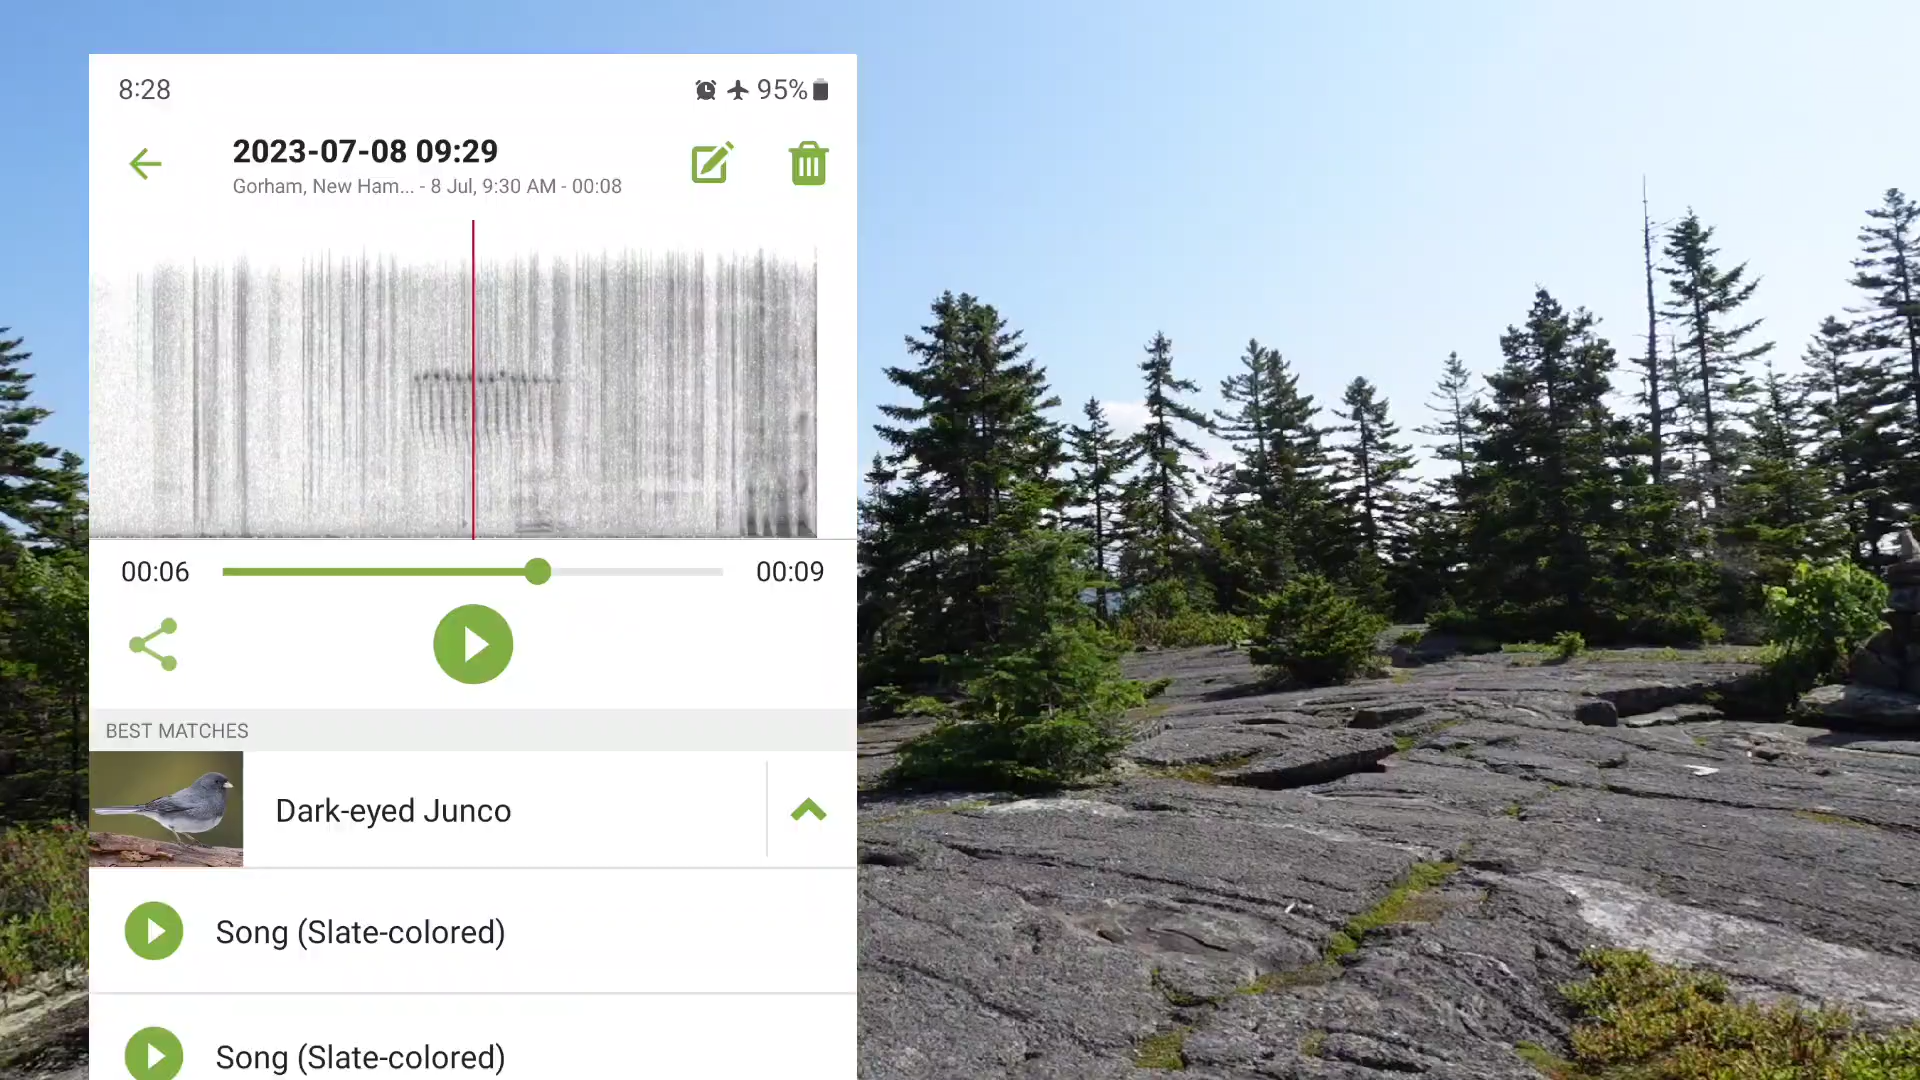 8:28
95%
2023-07-08 09:29
Gorham, New Ham... - 8 Jul, 9:30 AM - 00:08
00:06
00:09
BEST MATCHES
Dark-eyed Junco
Song (Slate-colored)
Song (Slate-colored)